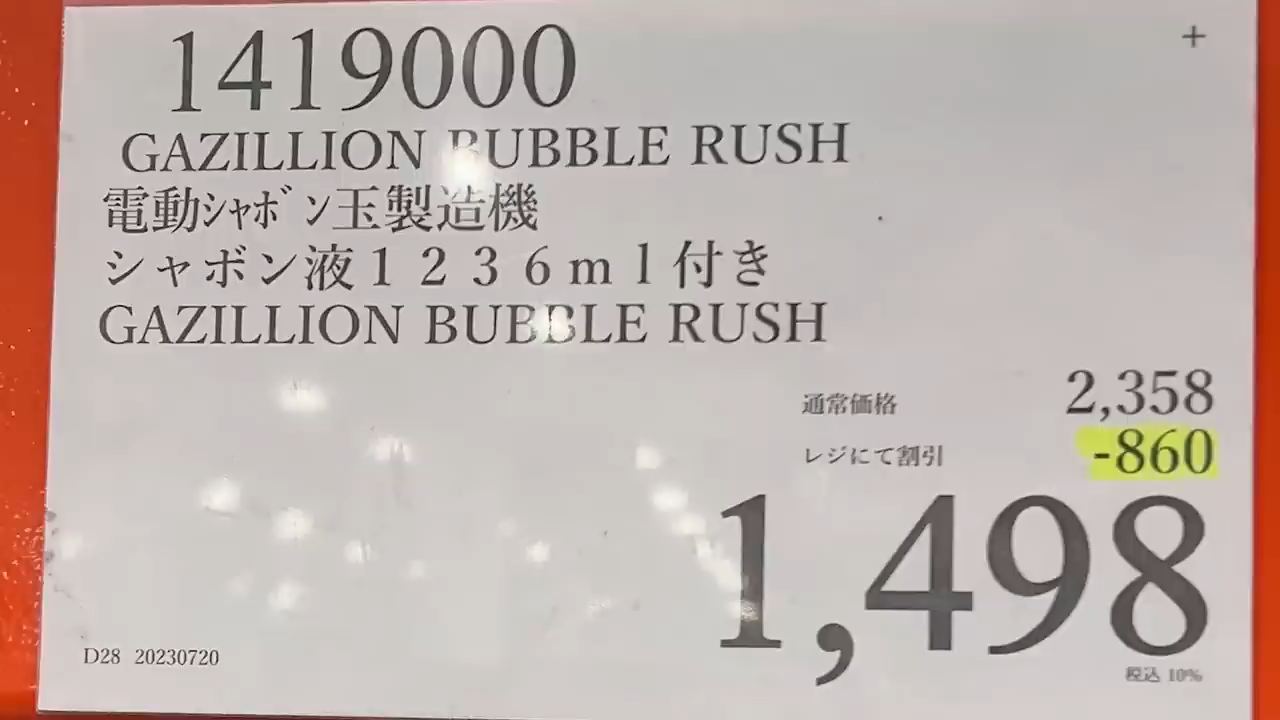 +
1419000
GAZILLION BUBBLE RUSH
電動ｼｬﾎﾞﾝ玉製造機
シャボン液１２３６ｍｌ付き
GAZILLION BUBBLE RUSH
通常価格 2,358
レジにて割引 -860
1,498
税込 10%
D28 20230720